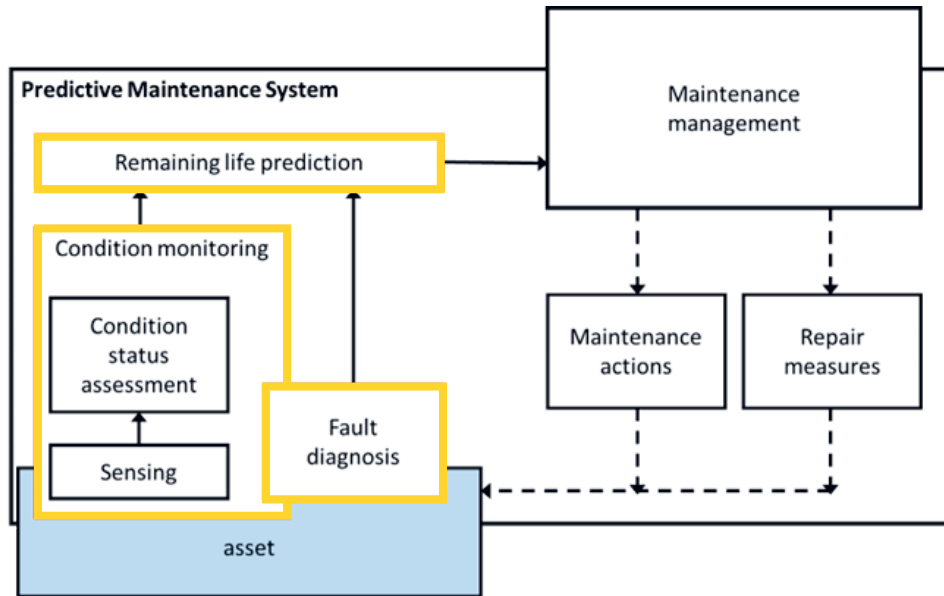 Predictive Maintenance System
Maintenance
management
Remaining life prediction
Condition monitoring
Condition
status
assessment
Sensing
Fault
diagnosis
Maintenance
actions
Repair
measures
asset